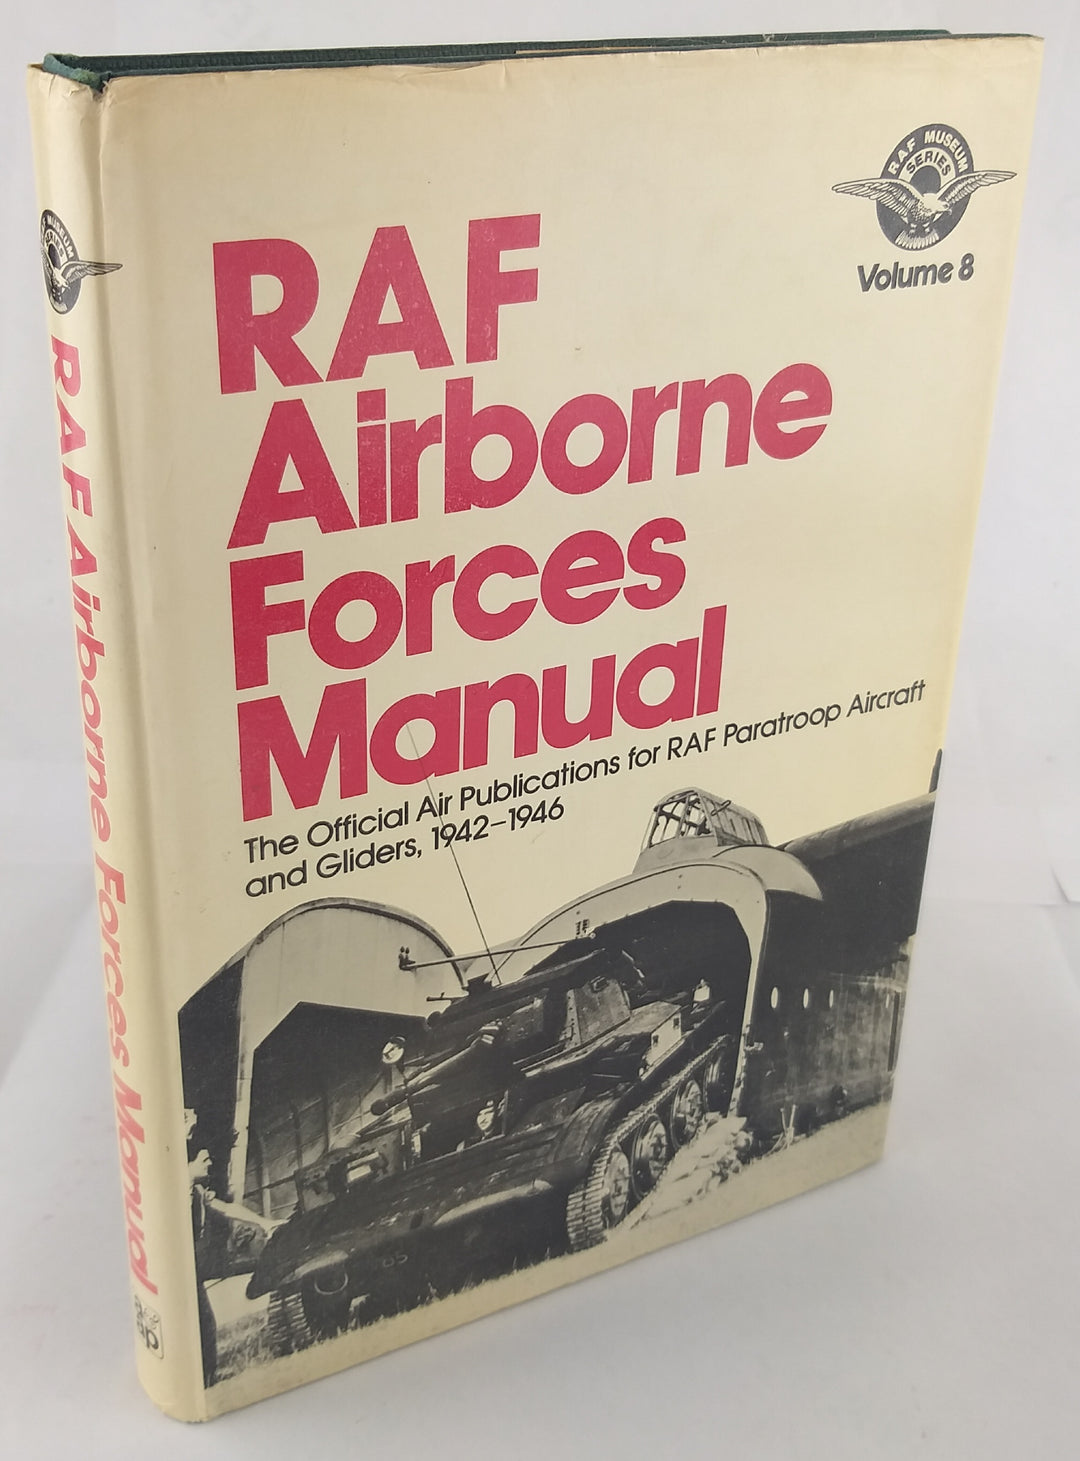 RAF MUSEUM
SERIES
Volume 8
RAF
Airborne
Forces
Manual
The Official Air Publications for RAF Paratroop Aircraft
and Gliders, 1942–1946
MUSEUM
RAF Airborne Forces Manual